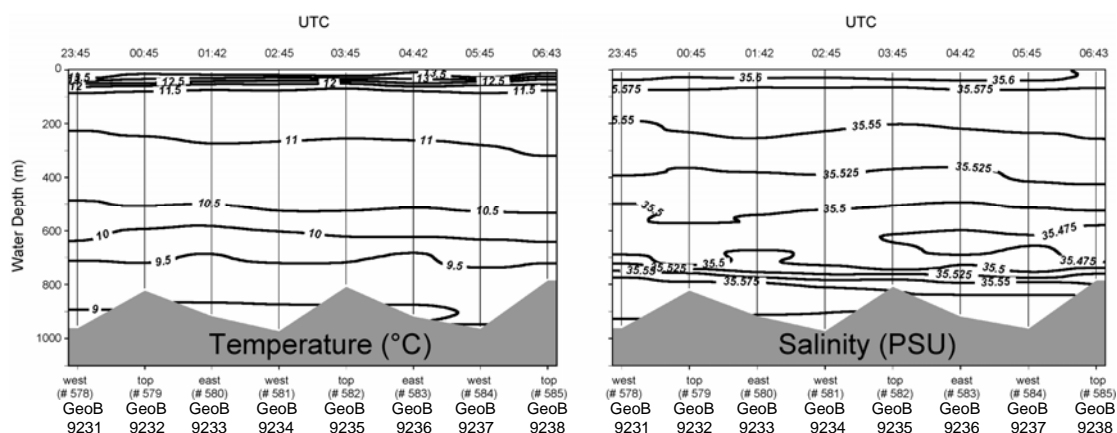 UTC
23:45 00:45 01:42 02:45 03:45 04:42 05:45 06:43
0
200
400
600
800
1000
Water Depth (m)
12.5 12 12.5
12 11.5 11.5
11 11
10.5 10.5
10 10
9.5 9.5
9
Temperature (°C)
west top east west top east west top
(# 578) (# 579 (# 580) (# 581) (# 582) (# 583) (# 584) (# 585)
GeoB GeoB GeoB GeoB GeoB GeoB GeoB GeoB
9231 9232 9233 9234 9235 9236 9237 9238
UTC
23:45 00:45 01:42 02:45 03:45 04:42 05:45 06:43
35.6 35.6
5.575 35.575
5.55 35.55
35.525 35.525
35.5 35.5
35.475
35.5 35.475
35.55 35.525 35.525 35.5
35.575 35.55
Salinity (PSU)
west top east west top east west top
(# 578) (# 579) (# 580) (# 581) (# 582) (# 583) (# 584) (# 585)
GeoB GeoB GeoB GeoB GeoB GeoB GeoB GeoB
9231 9232 9233 9234 9235 9236 9237 9238